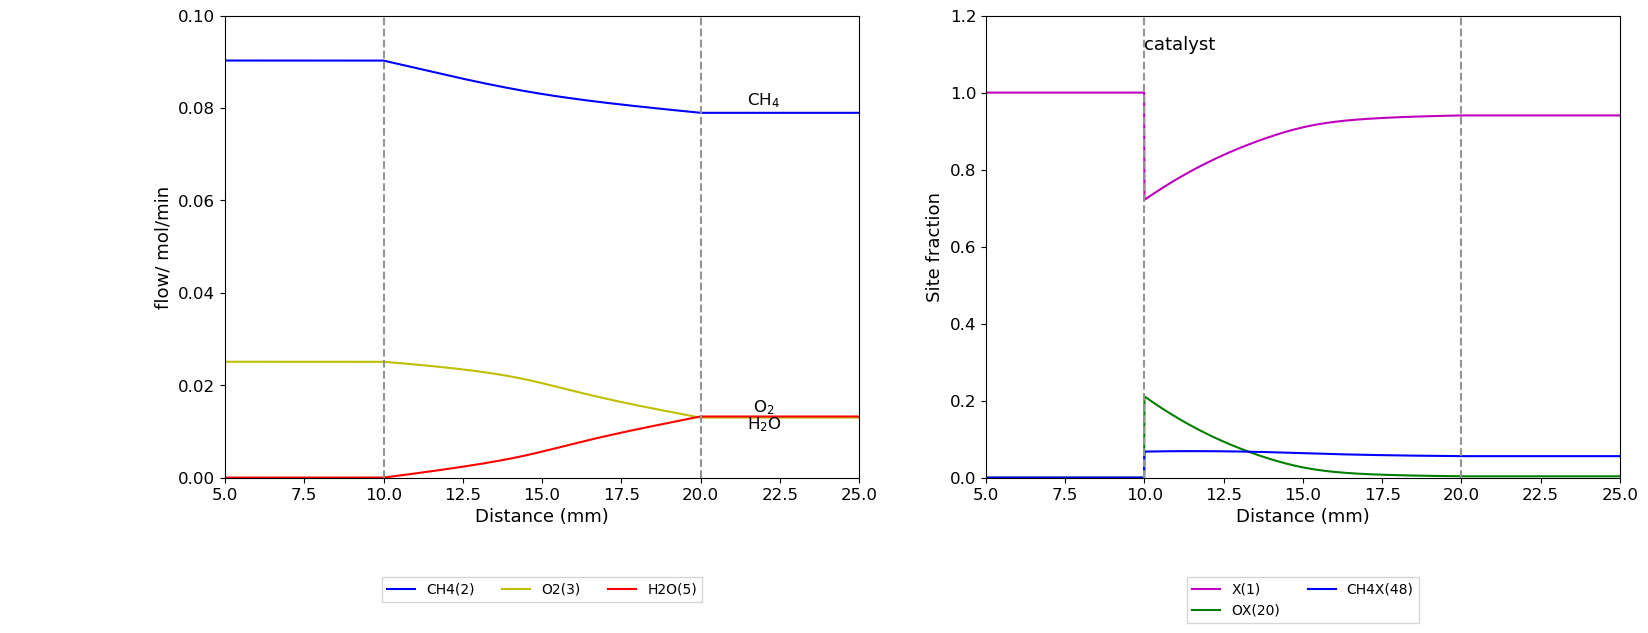 0.10
0.08
0.06
0.04
0.02
0.00
flow/ mol/min
CH₄
O₂
H₂O
5.0 7.5 10.0 12.5 15.0 17.5 20.0 22.5 25.0
Distance (mm)
CH4(2) O2(3) H2O(5)
1.2
1.0
0.8
0.6
0.4
0.2
0.0
Site fraction
catalyst
5.0 7.5 10.0 12.5 15.0 17.5 20.0 22.5 25.0
Distance (mm)
X(1) CH4X(48)
OX(20)